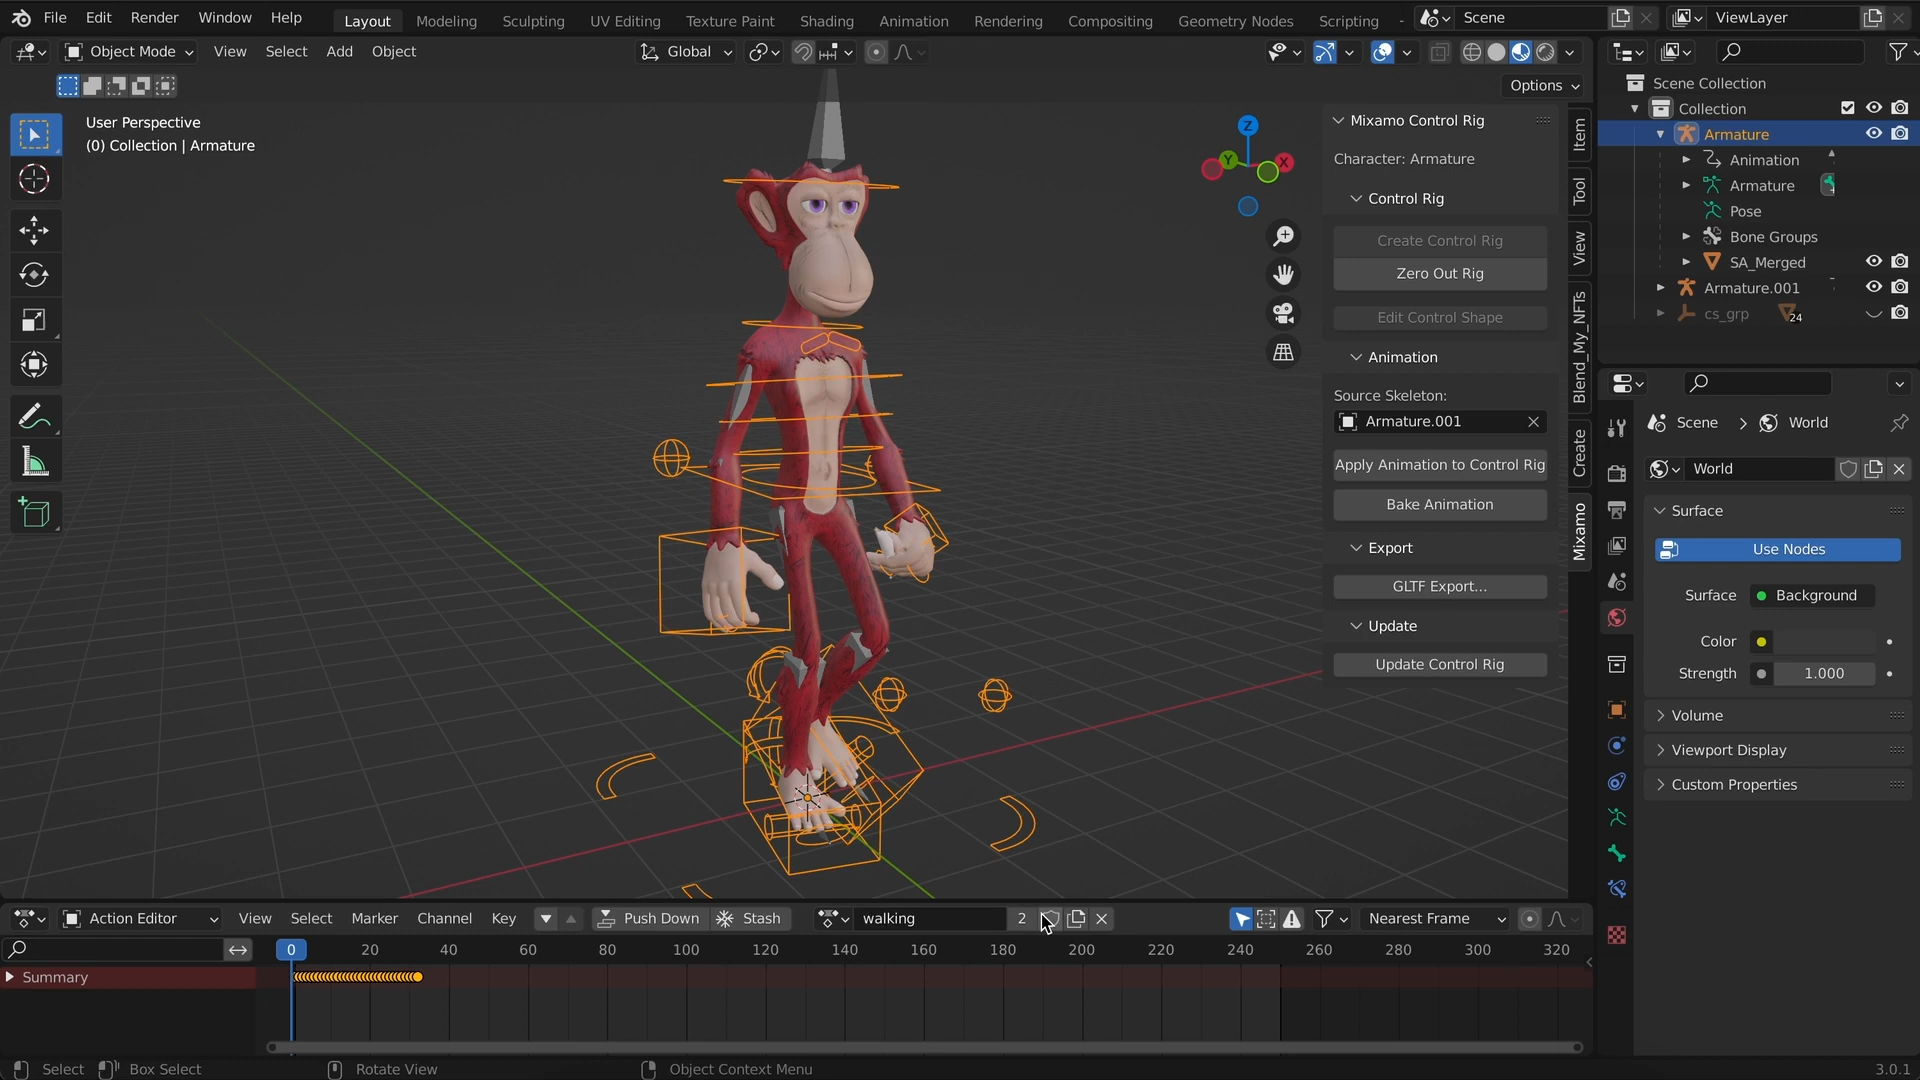 File Edit Render Window Help Layout Modeling Sculpting UV Editing Texture Paint Shading Animation Rendering Compositing Geometry Nodes Scripting Scene ViewLayer
Object Mode View Select Add Object Global
Options
User Perspective
(0) Collection | Armature
Z
Y
X
Mixamo Control Rig
Character: Armature
Control Rig
Create Control Rig
Zero Out Rig
Edit Control Shape
Animation
Source Skeleton:
Armature.001
Apply Animation to Control Rig
Bake Animation
Export
GLTF Export...
Update
Update Control Rig
Item
Tool
View
Blend_My_NFTs
Create
Mixamo
Scene Collection
Collection
Armature
Animation
Armature
Pose
Bone Groups
SA_Merged
Armature.001
cs_grp 24
Scene > World
World
Surface
Use Nodes
Surface Background
Color
Strength 1.000
Volume
Viewport Display
Custom Properties
Action Editor View Select Marker Channel Key Push Down Stash walking 2 Nearest Frame
0 20 40 60 80 100 120 140 160 180 200 220 240 260 280 300 320
Summary
Select Box Select Rotate View Object Context Menu 3.0.1